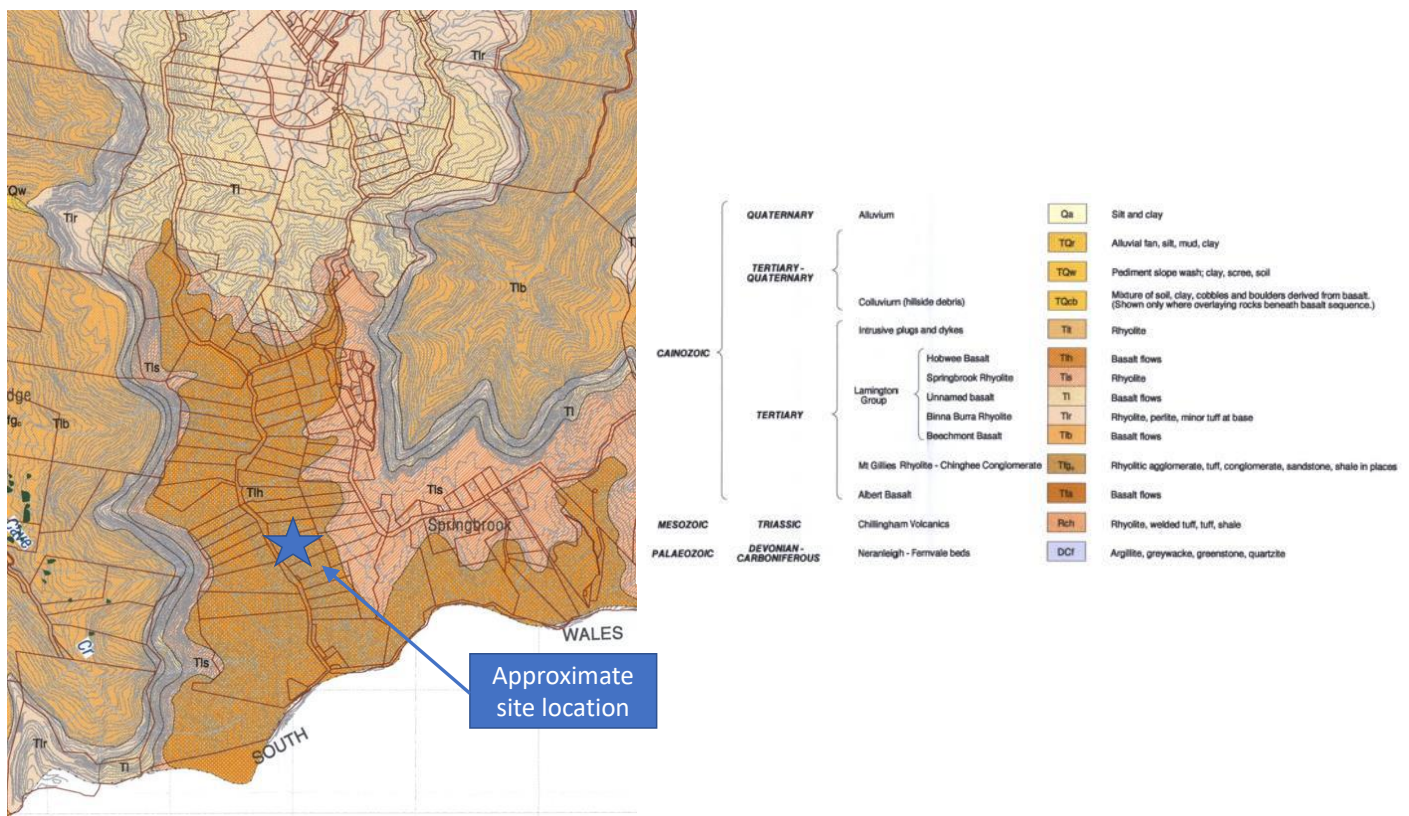 Tlr
TQw
Tlr
Tl
Tlb
Tls
dge
Tlb
fgc
Tl
Tlh
Tls
Springbrook
Cave
WALES
Cr
Tls
Approximate
site location
SOUTH
Tlr
Tl
QUATERNARY Alluvium Qa Silt and clay
TQr Alluvial fan, silt, mud, clay
TERTIARY -
QUATERNARY
TQw Pediment slope wash; clay, scree, soil
Colluvium (hillside debris) TQcb Mixture of soil, clay, cobbles and boulders derived from basalt.
(Shown only where overlaying rocks beneath basalt sequence.)
Intrusive plugs and dykes Tit Rhyolite
CAINOZOIC
Hobwee Basalt Tlh Basalt flows
Springbrook Rhyolite Tls Rhyolite
Lamington
Group
Unnamed basalt Tl Basalt flows
TERTIARY
Binna Burra Rhyolite Tlr Rhyolite, perlite, minor tuff at base
Beechmont Basalt Tlb Basalt flows
Mt Gillies Rhyolite - Chinghee Conglomerate Tfgc Rhyolitic agglomerate, tuff, conglomerate, sandstone, shale in places
Albert Basalt Tfa Basalt flows
MESOZOIC TRIASSIC Chillingham Volcanics Rch Rhyolite, welded tuff, tuff, shale
PALAEOZOIC DEVONIAN -
CARBONIFEROUS Neranleigh - Fernvale beds DCf Argillite, greywacke, greenstone, quartzite